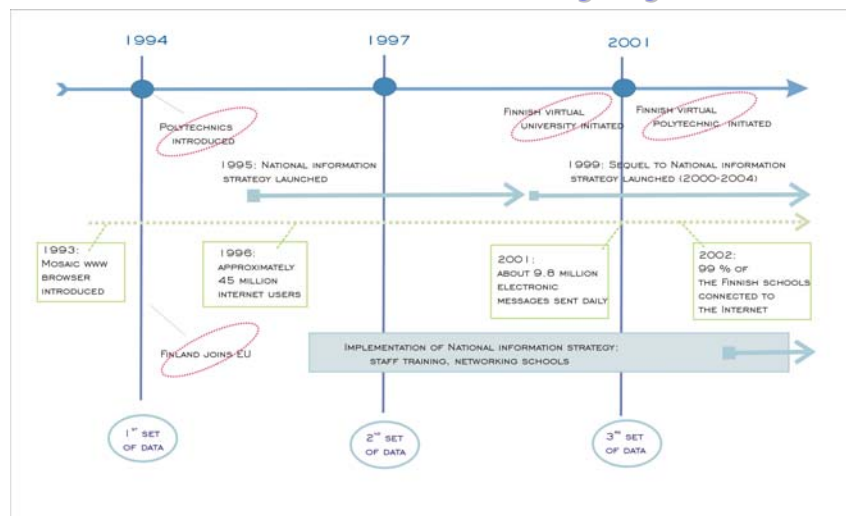 1994
1997
2001
POLYTECHNICS
INTRODUCED
FINNISH VIRTUAL
UNIVERSITY INITIATED
FINNISH VIRTUAL
POLYTECHNIC INITIATED
1995: NATIONAL INFORMATION
STRATEGY LAUNCHED
1999: SEQUEL TO NATIONAL INFORMATION
STRATEGY LAUNCHED (2000-2004)
1993:
MOSAIC WWW
BROWSER
INTRODUCED
1996:
APPROXIMATELY
45 MILLION
INTERNET USERS
2001:
ABOUT 9.8 MILLION
ELECTRONIC
MESSAGES SENT DAILY
2002:
99 % OF
THE FINNISH SCHOOLS
CONNECTED TO
THE INTERNET
FINLAND JOINS EU
IMPLEMENTATION OF NATIONAL INFORMATION STRATEGY:
STAFF TRAINING, NETWORKING SCHOOLS
1ST SET
OF DATA
2ND SET
OF DATA
3RD SET
OF DATA